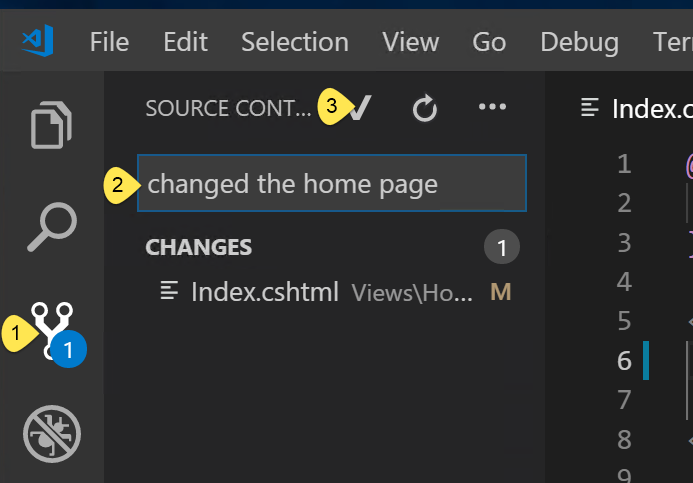 File Edit Selection View Go Debug Ter
SOURCE CONT... 3 ... Index.c
2 changed the home page
CHANGES 1
Index.cshtml Views\Ho... M
1
1
1
2
3
4
5
6
7
8
9